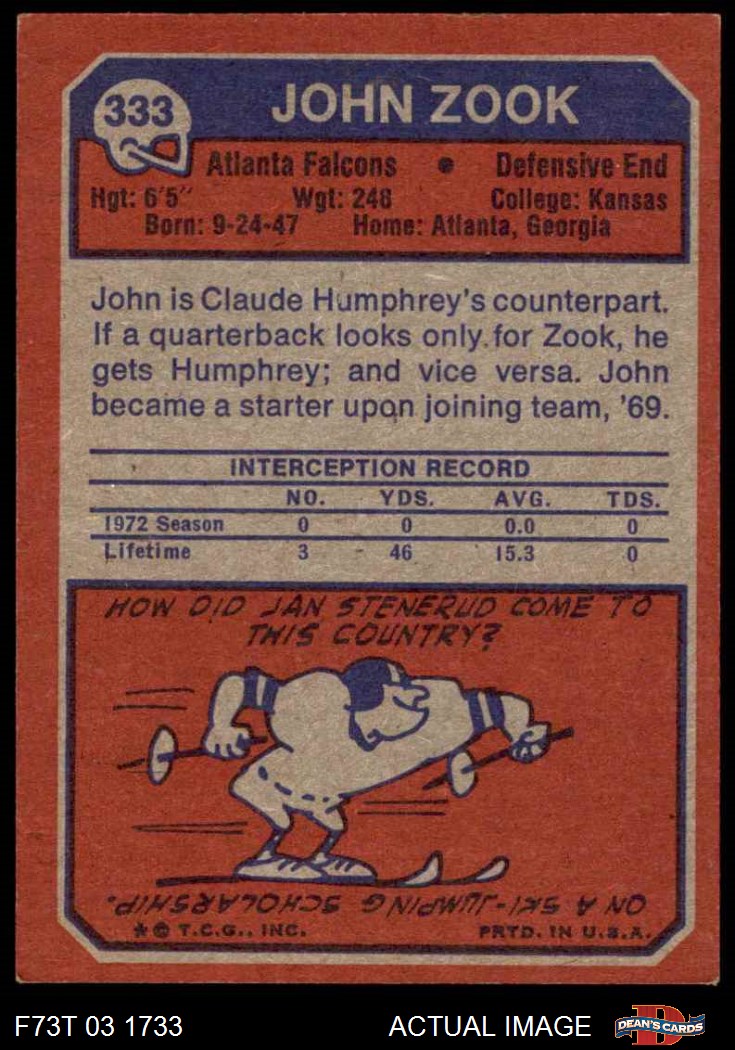 333
JOHN ZOOK
Atlanta Falcons • Defensive End
Hgt: 6'5" Wgt: 248 College: Kansas
Born: 9-24-47 Home: Atlanta, Georgia
John is Claude Humphrey's counterpart.
If a quarterback looks only for Zook, he
gets Humphrey; and vice versa. John
became a starter upon joining team, '69.
INTERCEPTION RECORD
NO. YDS. AVG. TDS.
1972 Season 0 0 0.0 0
Lifetime 3 46 15.3 0
HOW DID JAN STENERUD COME TO
THIS COUNTRY?
ON A SKI-JUMPING
SCHOLARSHIP.
*© T.C.G., INC. PRTD. IN U.S.A.
F73T 03 1733 ACTUAL IMAGE
D
DEAN'S CARDS